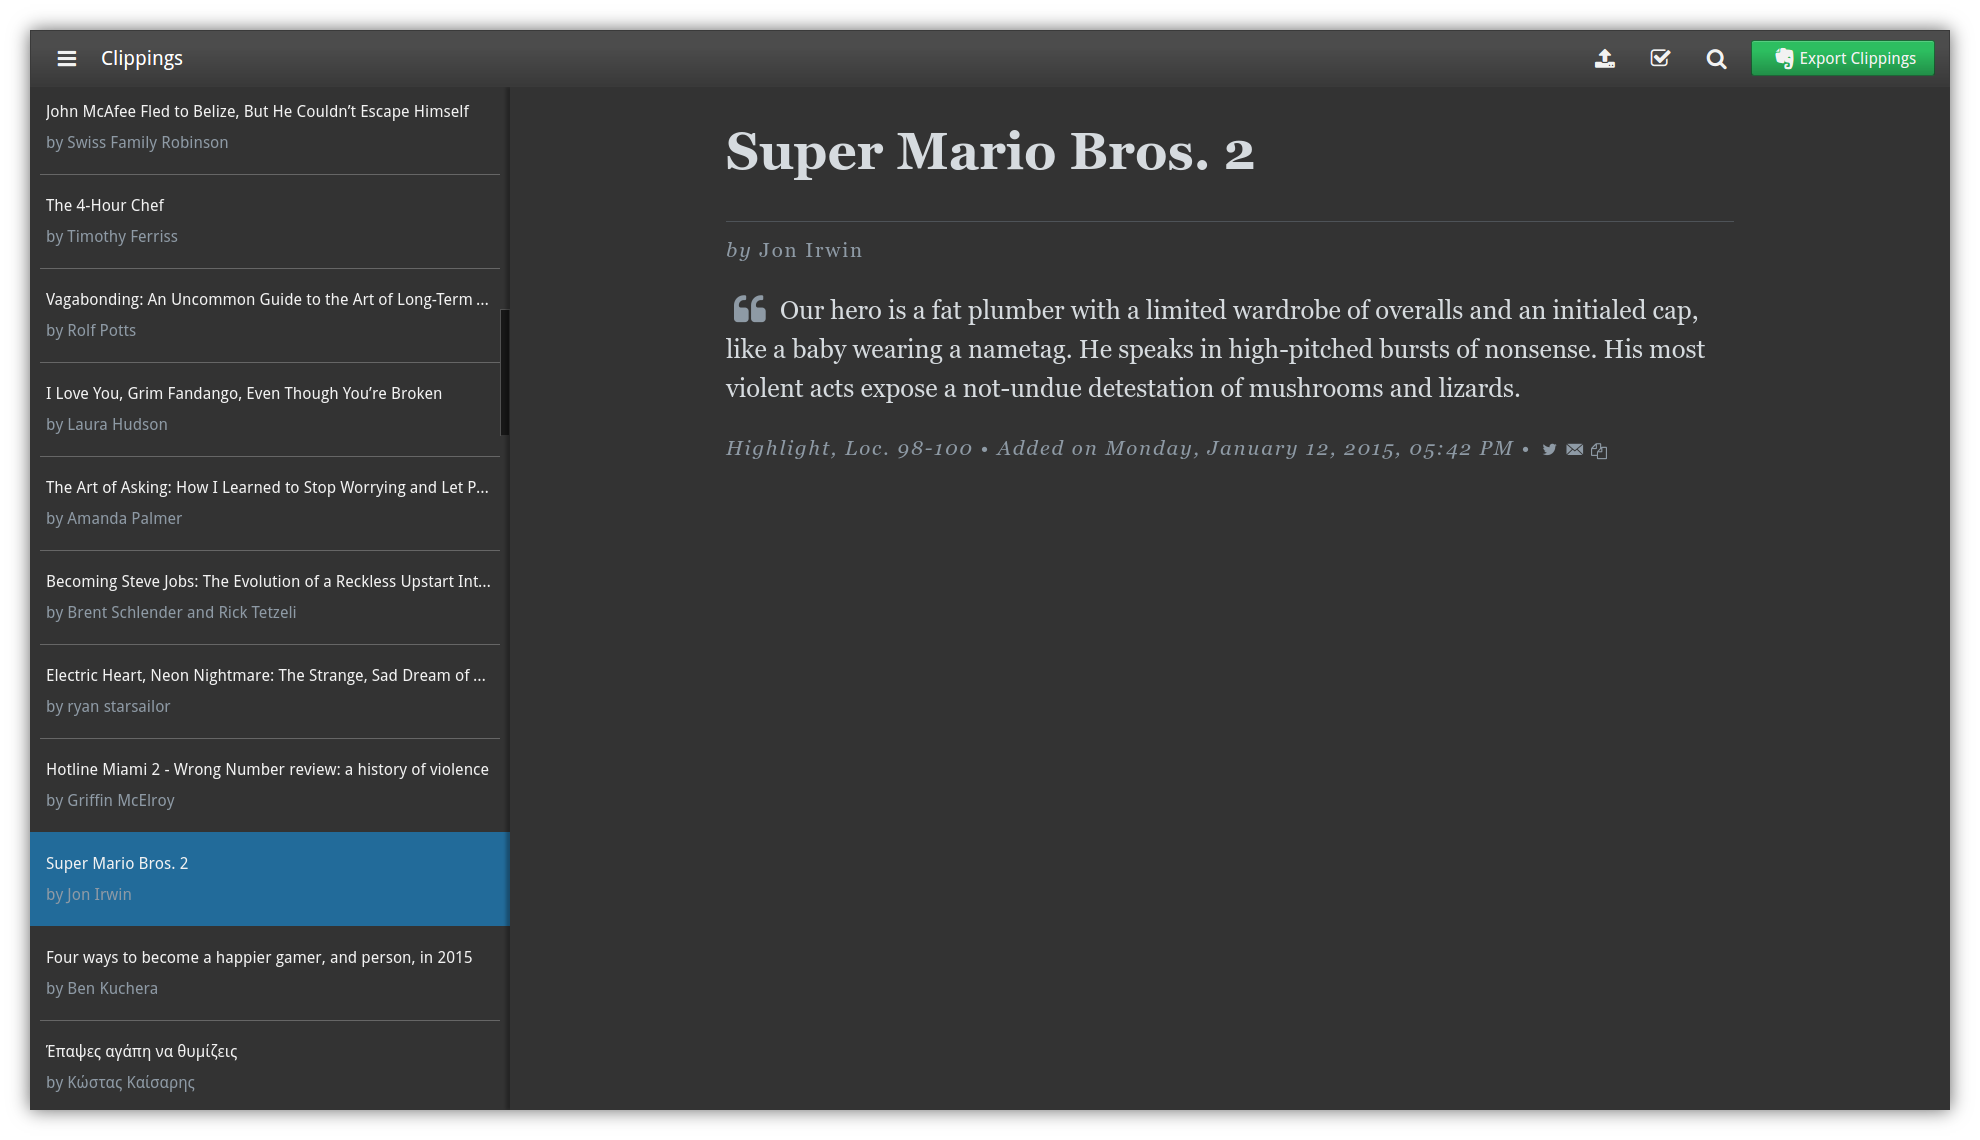 Clippings
Export Clippings
John McAfee Fled to Belize, But He Couldn’t Escape Himself
by Swiss Family Robinson
The 4-Hour Chef
by Timothy Ferriss
Vagabonding: An Uncommon Guide to the Art of Long-Term ...
by Rolf Potts
I Love You, Grim Fandango, Even Though You’re Broken
by Laura Hudson
The Art of Asking: How I Learned to Stop Worrying and Let P...
by Amanda Palmer
Becoming Steve Jobs: The Evolution of a Reckless Upstart Int...
by Brent Schlender and Rick Tetzeli
Electric Heart, Neon Nightmare: The Strange, Sad Dream of ...
by ryan starsailor
Hotline Miami 2 - Wrong Number review: a history of violence
by Griffin McElroy
Super Mario Bros. 2
by Jon Irwin
Four ways to become a happier gamer, and person, in 2015
by Ben Kuchera
Έπαψες αγάπη να θυμίζεις
by Κώστας Καίσαρης
Super Mario Bros. 2
by Jon Irwin
Our hero is a fat plumber with a limited wardrobe of overalls and an initialed cap,
like a baby wearing a nametag. He speaks in high-pitched bursts of nonsense. His most
violent acts expose a not-undue detestation of mushrooms and lizards.
Highlight, Loc. 98-100 • Added on Monday, January 12, 2015, 05:42 PM •